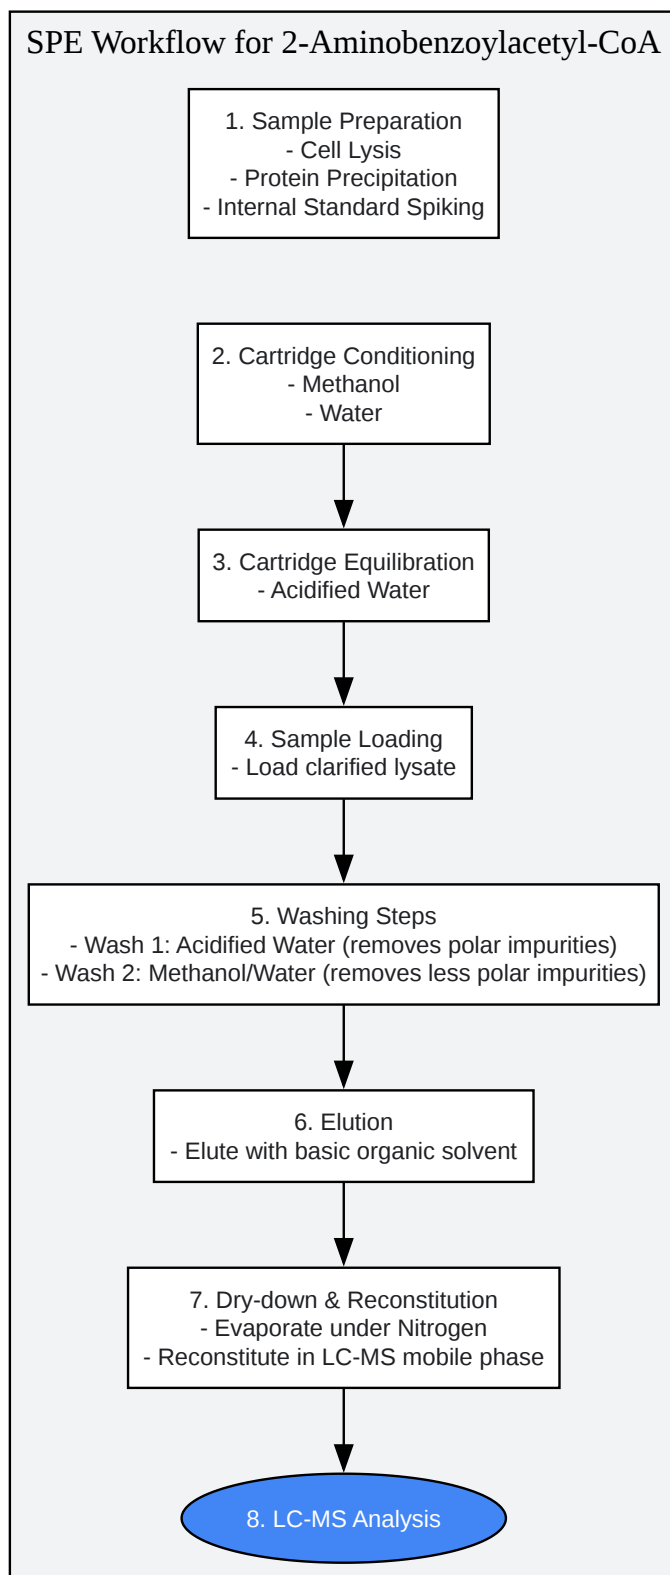 SPE Workflow for 2-Aminobenzoylacetyl-CoA
1. Sample Preparation
- Cell Lysis
- Protein Precipitation
- Internal Standard Spiking
2. Cartridge Conditioning
- Methanol
- Water
3. Cartridge Equilibration
- Acidified Water
4. Sample Loading
- Load clarified lysate
5. Washing Steps
- Wash 1: Acidified Water (removes polar impurities)
- Wash 2: Methanol/Water (removes less polar impurities)
6. Elution
- Elute with basic organic solvent
7. Dry-down & Reconstitution
- Evaporate under Nitrogen
- Reconstitute in LC-MS mobile phase
8. LC-MS Analysis